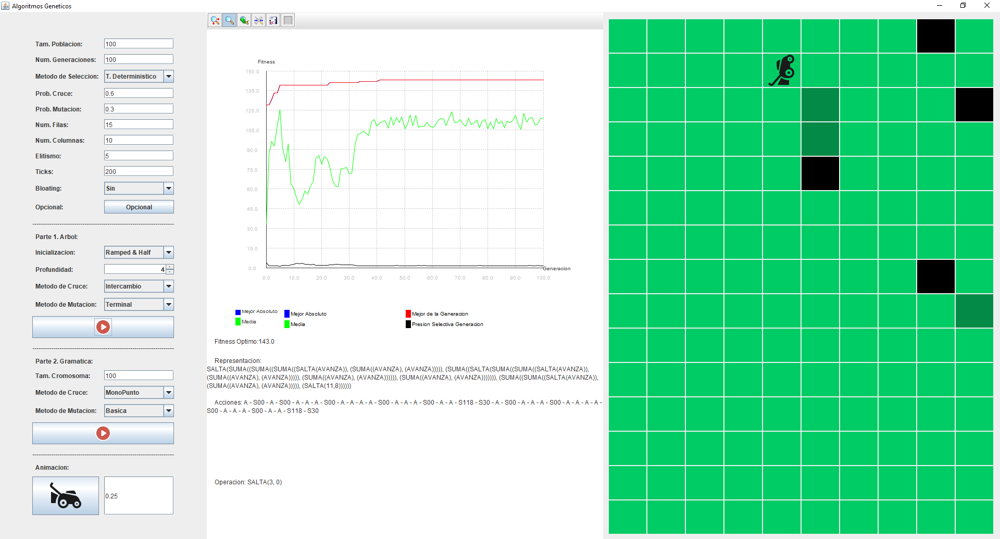 Algoritmos Geneticos
Tam. Poblacion: 100
Num. Generaciones: 100
Metodo de Seleccion: T. Deterministico
Prob. Cruce: 0.6
Prob. Mutacion: 0.3
Num. Filas: 15
Num. Columnas: 10
Elitismo: 5
Ticks: 200
Bloating: Sin
Opcional: Opcional
Parte 1. Arbol:
Inicializacion: Ramped & Half
Profundidad: 4
Metodo de Cruce: Intercambio
Metodo de Mutacion: Terminal
Parte 2. Gramatica:
Tam. Cromosoma: 100
Metodo de Cruce: MonoPunto
Metodo de Mutacion: Basica
Animacion:
0.25
Fitness
150.0
135.0
120.0
105.0
90.0
75.0
60.0
45.0
30.0
15.0
0.0
Generacion
0.0 10.0 20.0 30.0 40.0 50.0 60.0 70.0 80.0 90.0 100.0
Mejor Absoluto Mejor Absoluto Mejor de la Generacion
Media Media Presion Selectiva Generacion
Fitness Optimo:143.0
Representacion:
SALTA(SUMA((SUMA((SUMA((SALTA(AVANZA)), (SUMA((AVANZA), (AVANZA))))), (SUMA((SALTA(SUMA((SUMA((SALTA(AVANZA)),
(SUMA((AVANZA), (AVANZA))))), (SUMA((AVANZA), (AVANZA)))))), (SUMA((AVANZA), (AVANZA))))))), (SUMA((SUMA((SALTA(AVANZA)),
(SUMA((AVANZA), (AVANZA))))), (SALTA(11,8))))))
Acciones: A - S00 - A - S00 - A - A - A - S00 - A - A - A - A - S00 - A - A - A - S00 - A - A - S118 - S30 - A - S00 - A - A - A - S00 - A - A - A - A -
S00 - A - A - A - S00 - A - A - S118 - S30
Operacion: SALTA(3, 0)